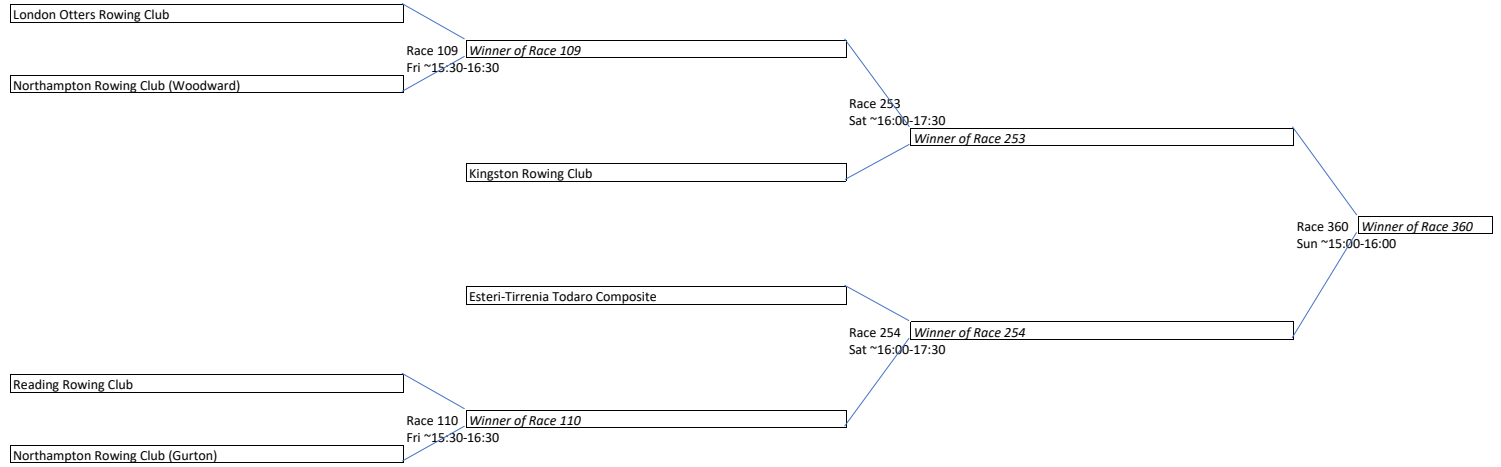 London Otters Rowing Club
Race 109
Winner of Race 109
Fri ~15:30-16:30
Northampton Rowing Club (Woodward)
Race 253
Sat ~16:00-17:30
Winner of Race 253
Kingston Rowing Club
Race 360
Winner of Race 360
Sun ~15:00-16:00
Esteri-Tirrenia Todaro Composite
Race 254
Winner of Race 254
Sat ~16:00-17:30
Reading Rowing Club
Race 110
Winner of Race 110
Fri ~15:30-16:30
Northampton Rowing Club (Gurton)